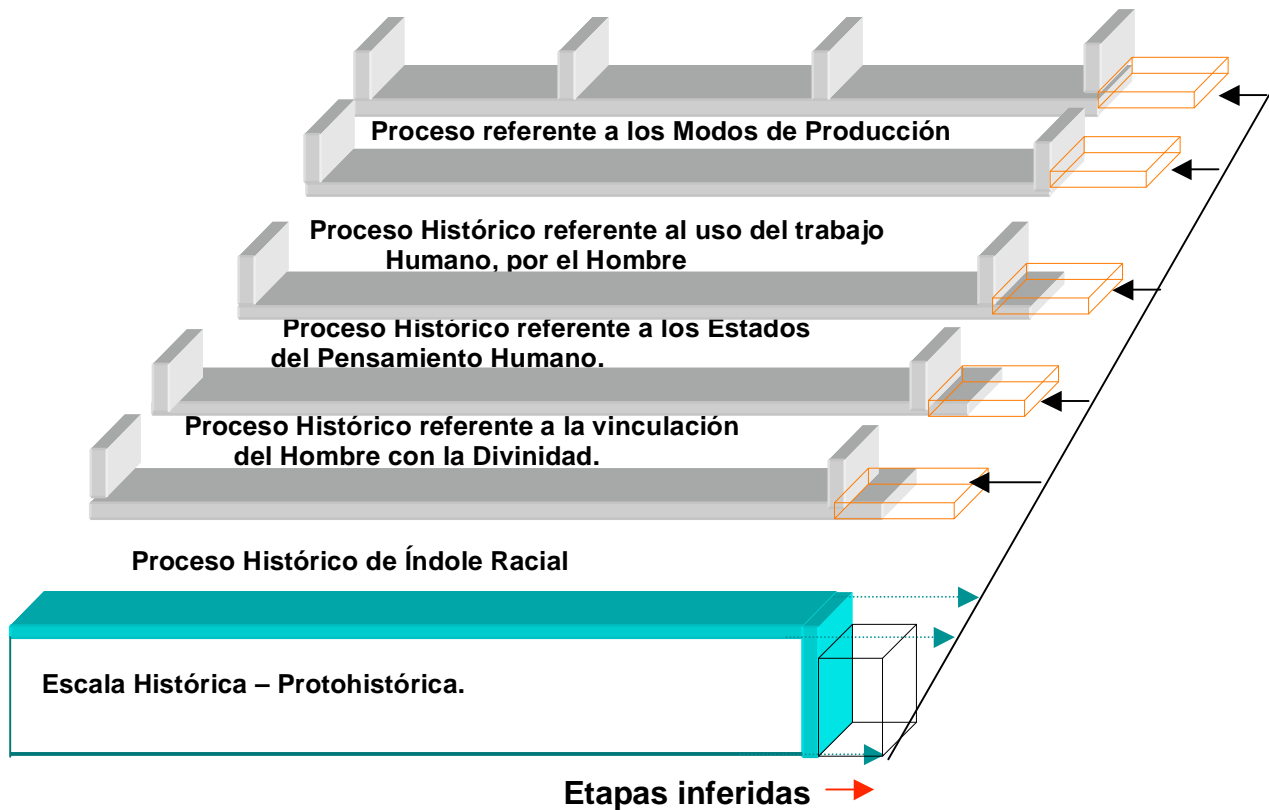 Proceso referente a los Modos de Producción
Proceso Histórico referente al uso del trabajo
Humano, por el Hombre
Proceso Histórico referente a los Estados
del Pensamiento Humano.
Proceso Histórico referente a la vinculación
del Hombre con la Divinidad.
Proceso Histórico de Índole Racial
Escala Histórica – Protohistórica.
Etapas inferidas